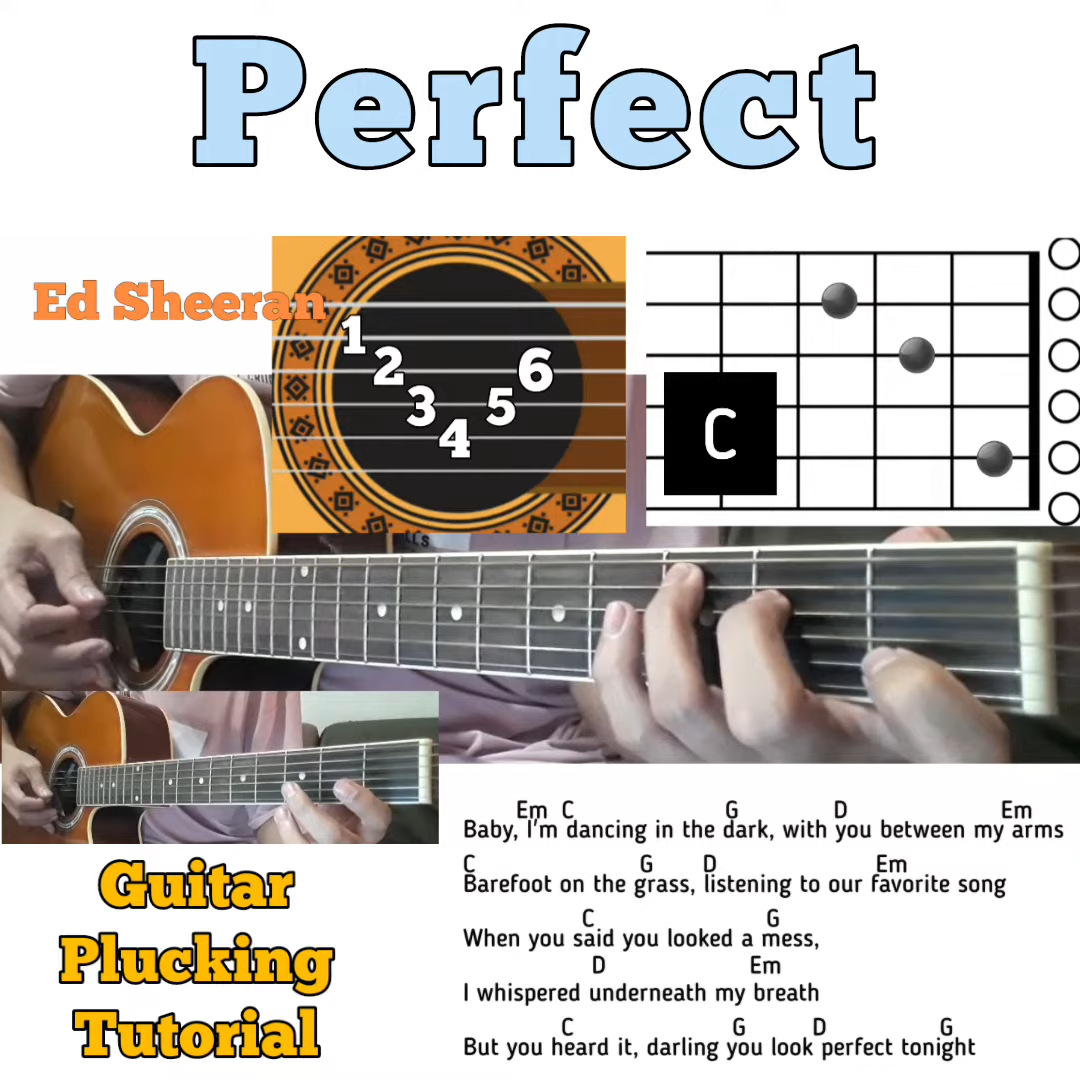 Perfect
Ed Sheeran
1
2
3
4
5
6
C
Em C G D Em
Baby, I'm dancing in the dark, with you between my arms
C G D Em
Barefoot on the grass, listening to our favorite song
C G
When you said you looked a mess,
D Em
I whispered underneath my breath
C G D G
But you heard it, darling you look perfect tonight
Guitar
Plucking
Tutorial